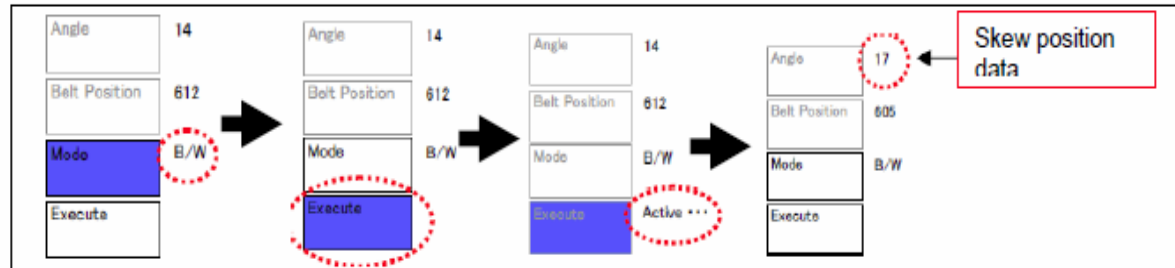 Angle 14
Belt Position 612
Mode B/W
Execute
Angle 14
Belt Position 612
Mode B/W
Execute
Angle 14
Belt Position 612
Mode B/W
Execute Active ･･･
Angle 17
Belt Position 605
Mode B/W
Execute
Skew position
data